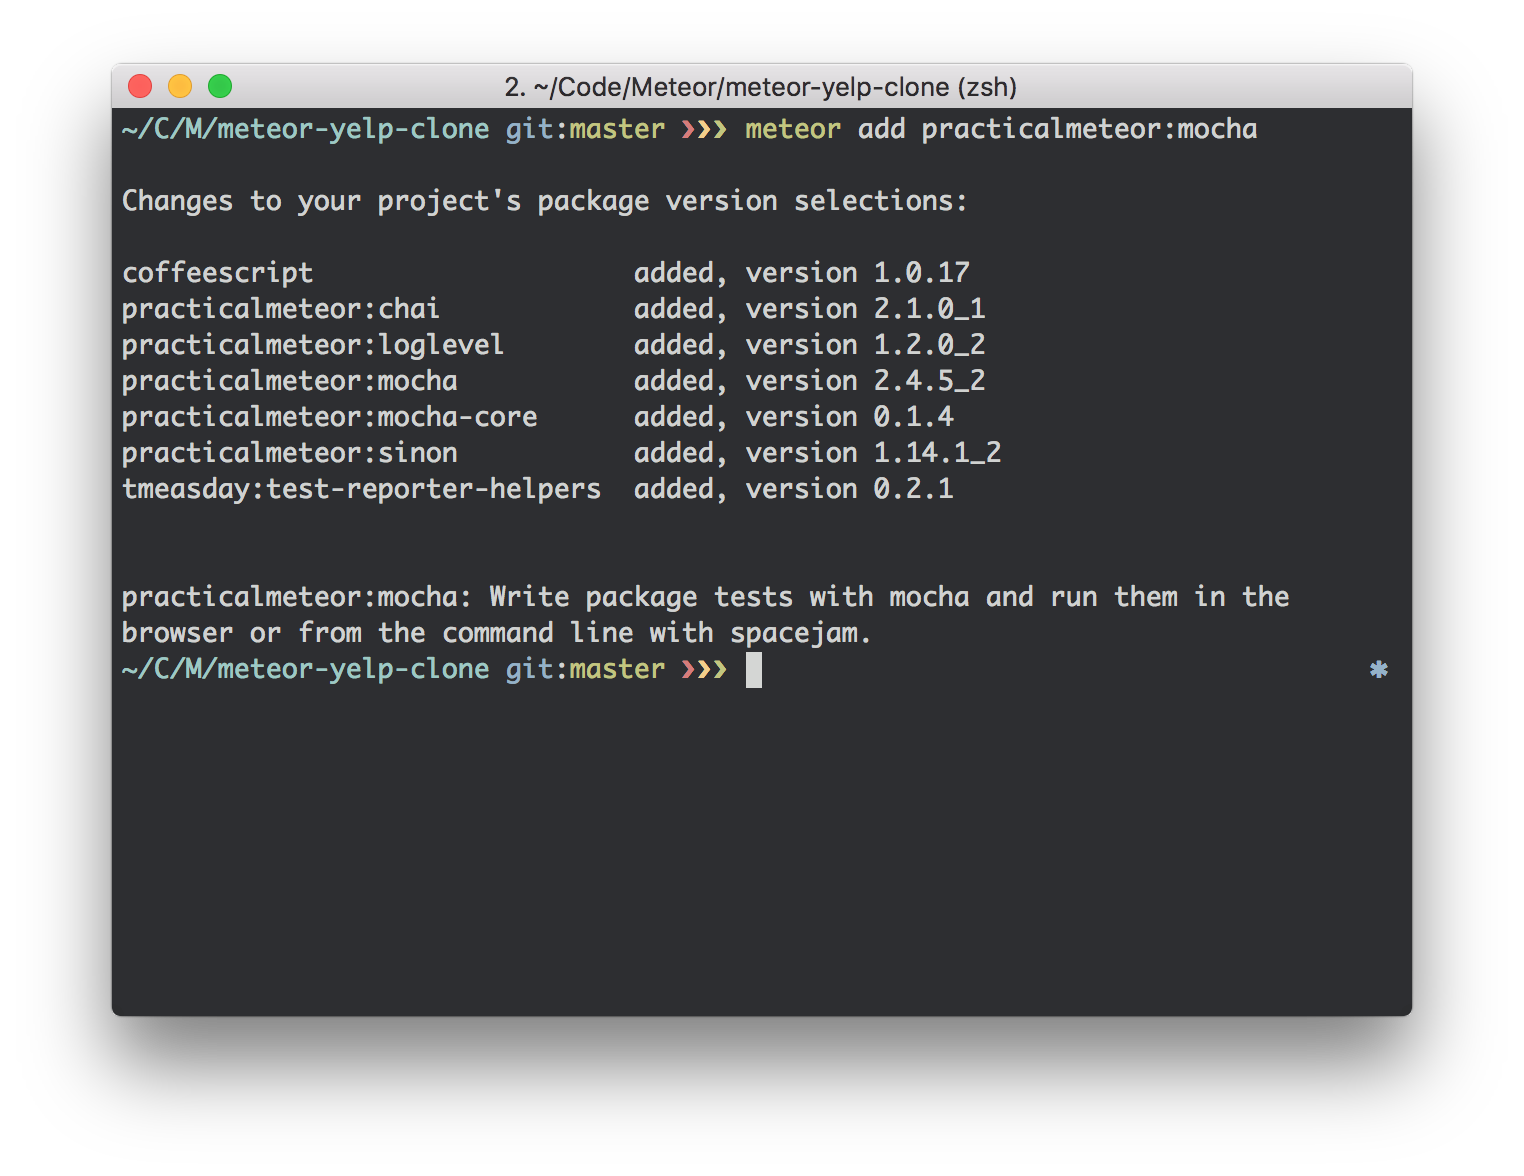 2. ~/Code/Meteor/meteor-yelp-clone (zsh)
~/C/M/meteor-yelp-clone git:master ❯❯❯ meteor add practicalmeteor:mocha
Changes to your project's package version selections:
coffeescript added, version 1.0.17
practicalmeteor:chai added, version 2.1.0_1
practicalmeteor:loglevel added, version 1.2.0_2
practicalmeteor:mocha added, version 2.4.5_2
practicalmeteor:mocha-core added, version 0.1.4
practicalmeteor:sinon added, version 1.14.1_2
tmeasday:test-reporter-helpers added, version 0.2.1
practicalmeteor:mocha: Write package tests with mocha and run them in the
browser or from the command line with spacejam.
~/C/M/meteor-yelp-clone git:master ❯❯❯ ✱